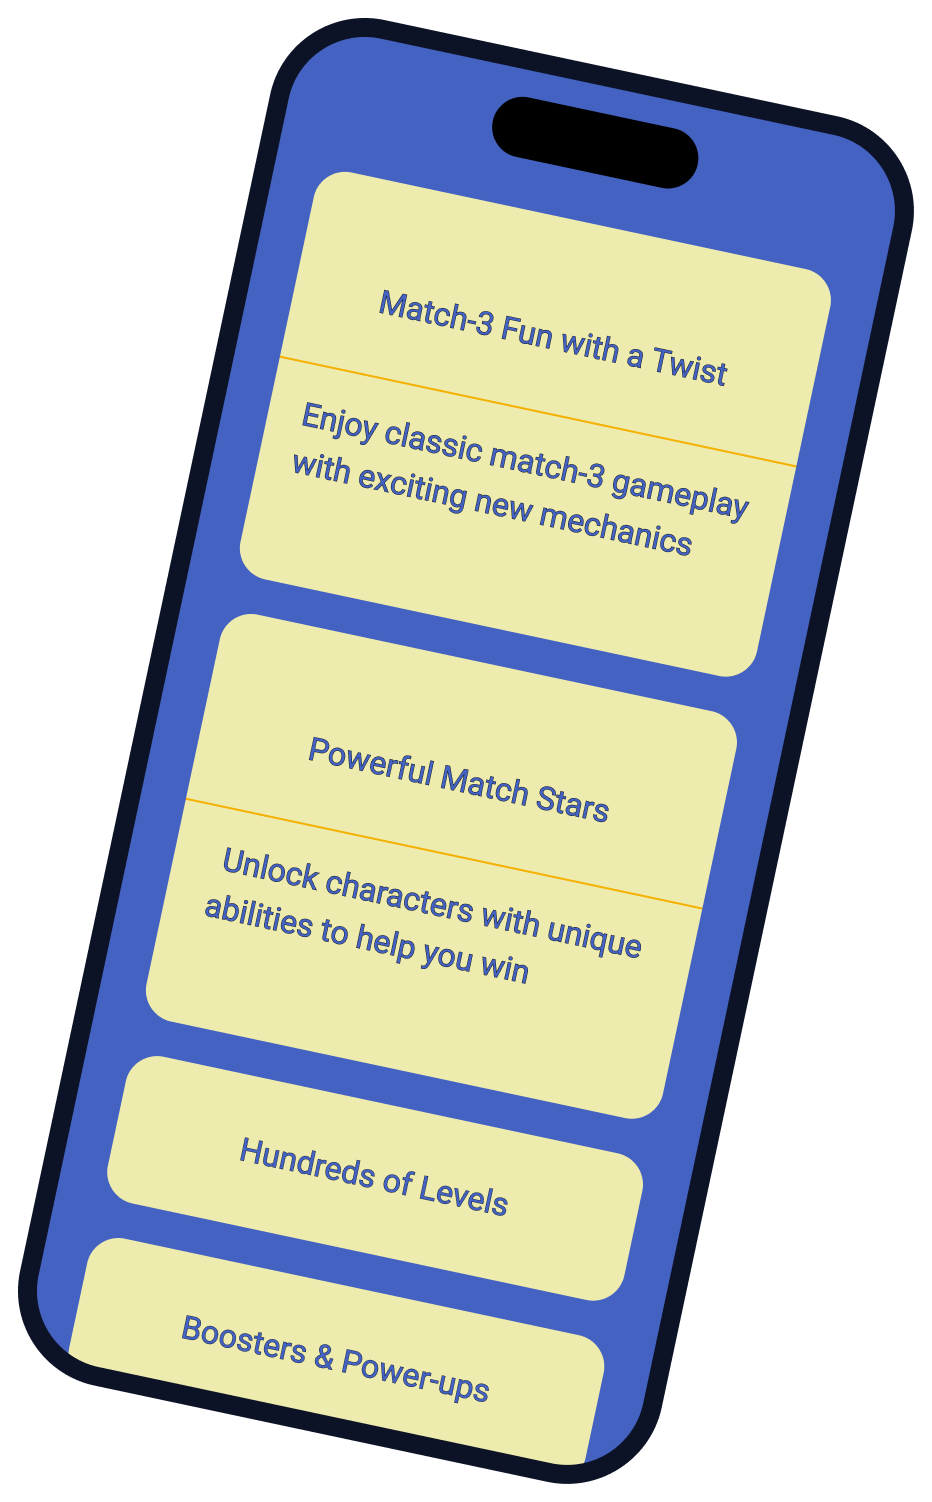 Match-3 Fun with a Twist
Enjoy classic match-3 gameplay
with exciting new mechanics
Powerful Match Stars
Unlock characters with unique
abilities to help you win
Hundreds of Levels
Boosters & Power-ups